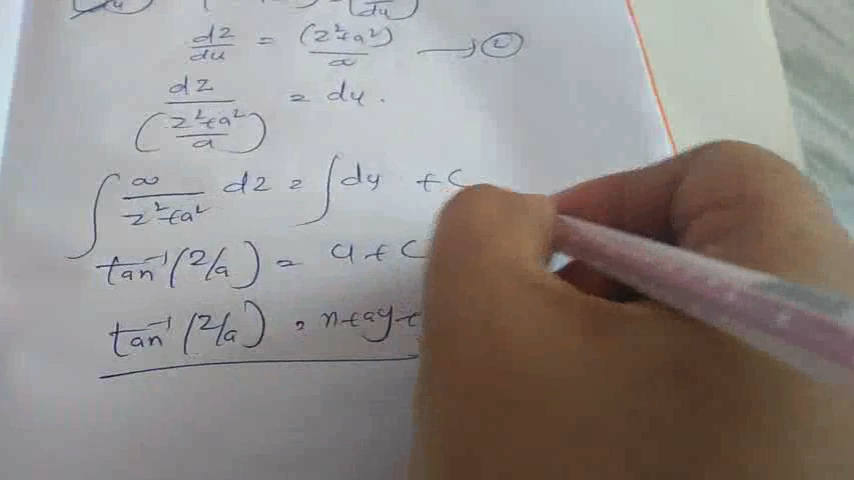 dz/du = (z²+a²)/a → ②
dz/((z²+a²)/a) = du.
∫ a/(z²+a²) dz = ∫ du + C
tan⁻¹(z/a) = u + C
tan⁻¹(z/a) = x+ay+